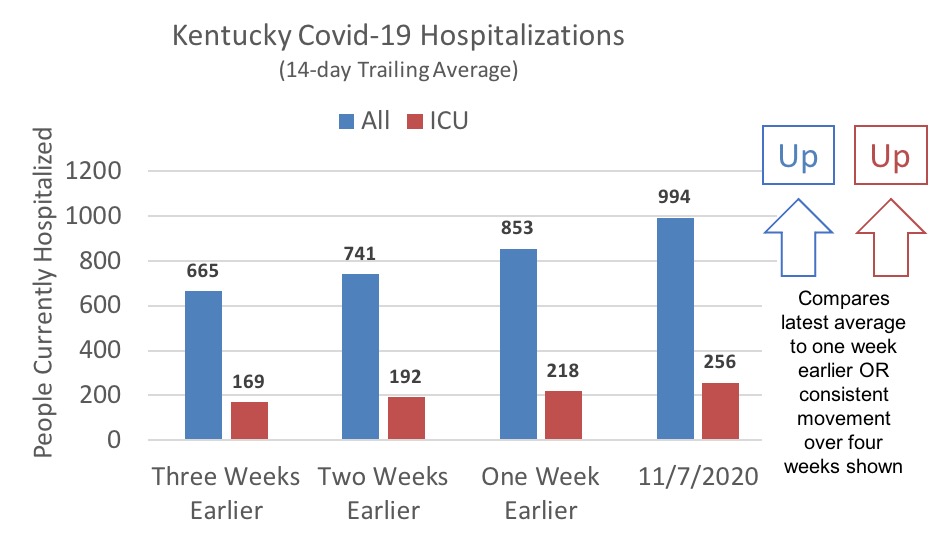 Kentucky Covid-19 Hospitalizations
(14-day Trailing Average)
All ICU
People Currently Hospitalized
1200
1000
800
600
400
200
0
665
169
741
192
853
218
994
256
Three Weeks
Earlier
Two Weeks
Earlier
One Week
Earlier
11/7/2020
Up
Up
Compares
latest average
to one week
earlier OR
consistent
movement
over four
weeks shown